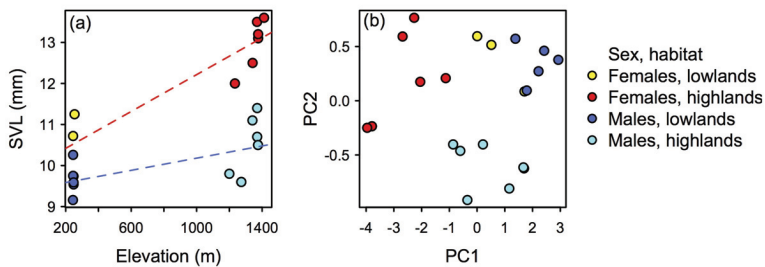 (a)
SVL (mm)
13
12
11
10
9
200
600
1000
1400
Elevation (m)
(b)
PC2
0.5
0.0
-0.5
-4 -3 -2 -1 0 1 2 3
PC1
Sex, habitat
Females, lowlands
Females, highlands
Males, lowlands
Males, highlands